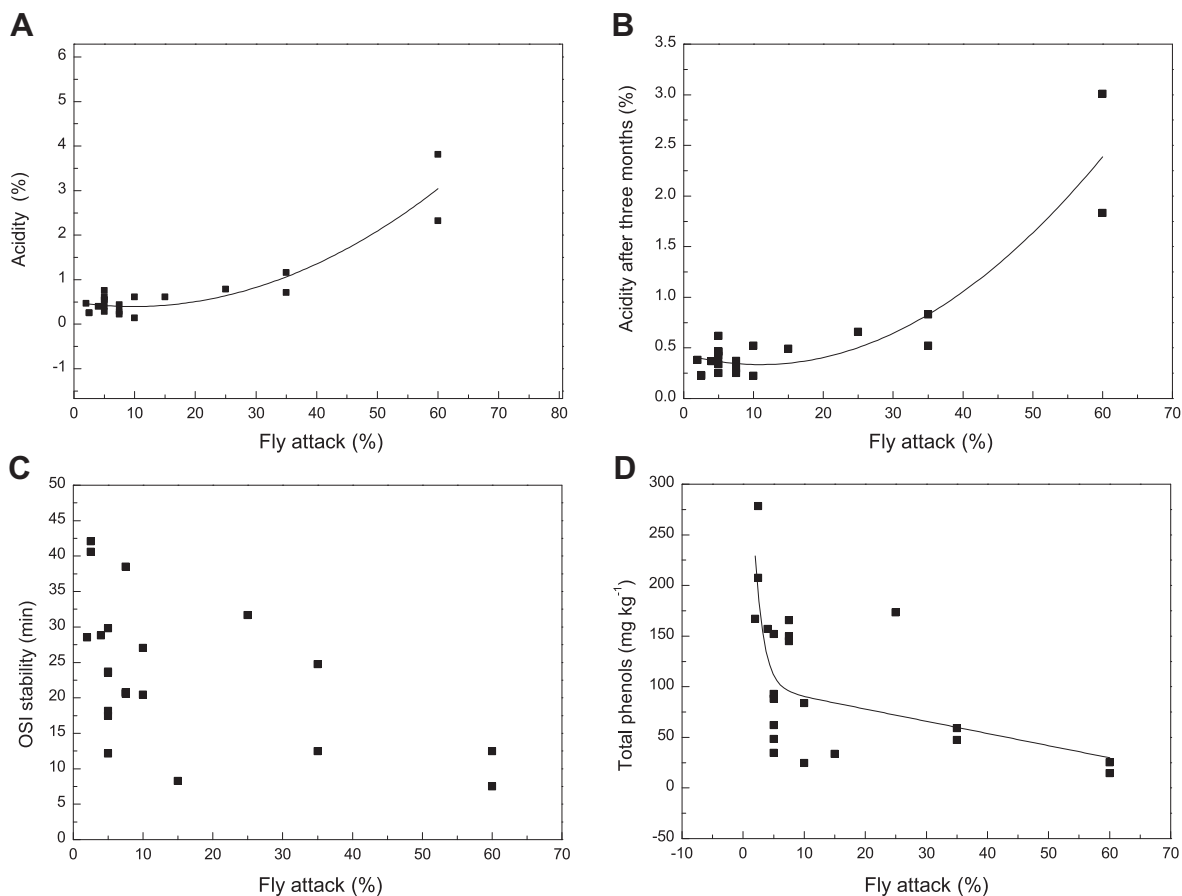 A
6
5
4
3
2
1
0
-1
0 10 20 30 40 50 60 70 80
Acidity (%)
Fly attack (%)
B
3.5
3.0
2.5
2.0
1.5
1.0
0.5
0.0
0 10 20 30 40 50 60 70
Acidity after three months (%)
Fly attack (%)
C
50
45
40
35
30
25
20
15
10
5
0
0 10 20 30 40 50 60 70
OSI stability (min)
Fly attack (%)
D
300
250
200
150
100
50
0
-50
-10 0 10 20 30 40 50 60 70
Total phenols (mg kg⁻¹)
Fly attack (%)